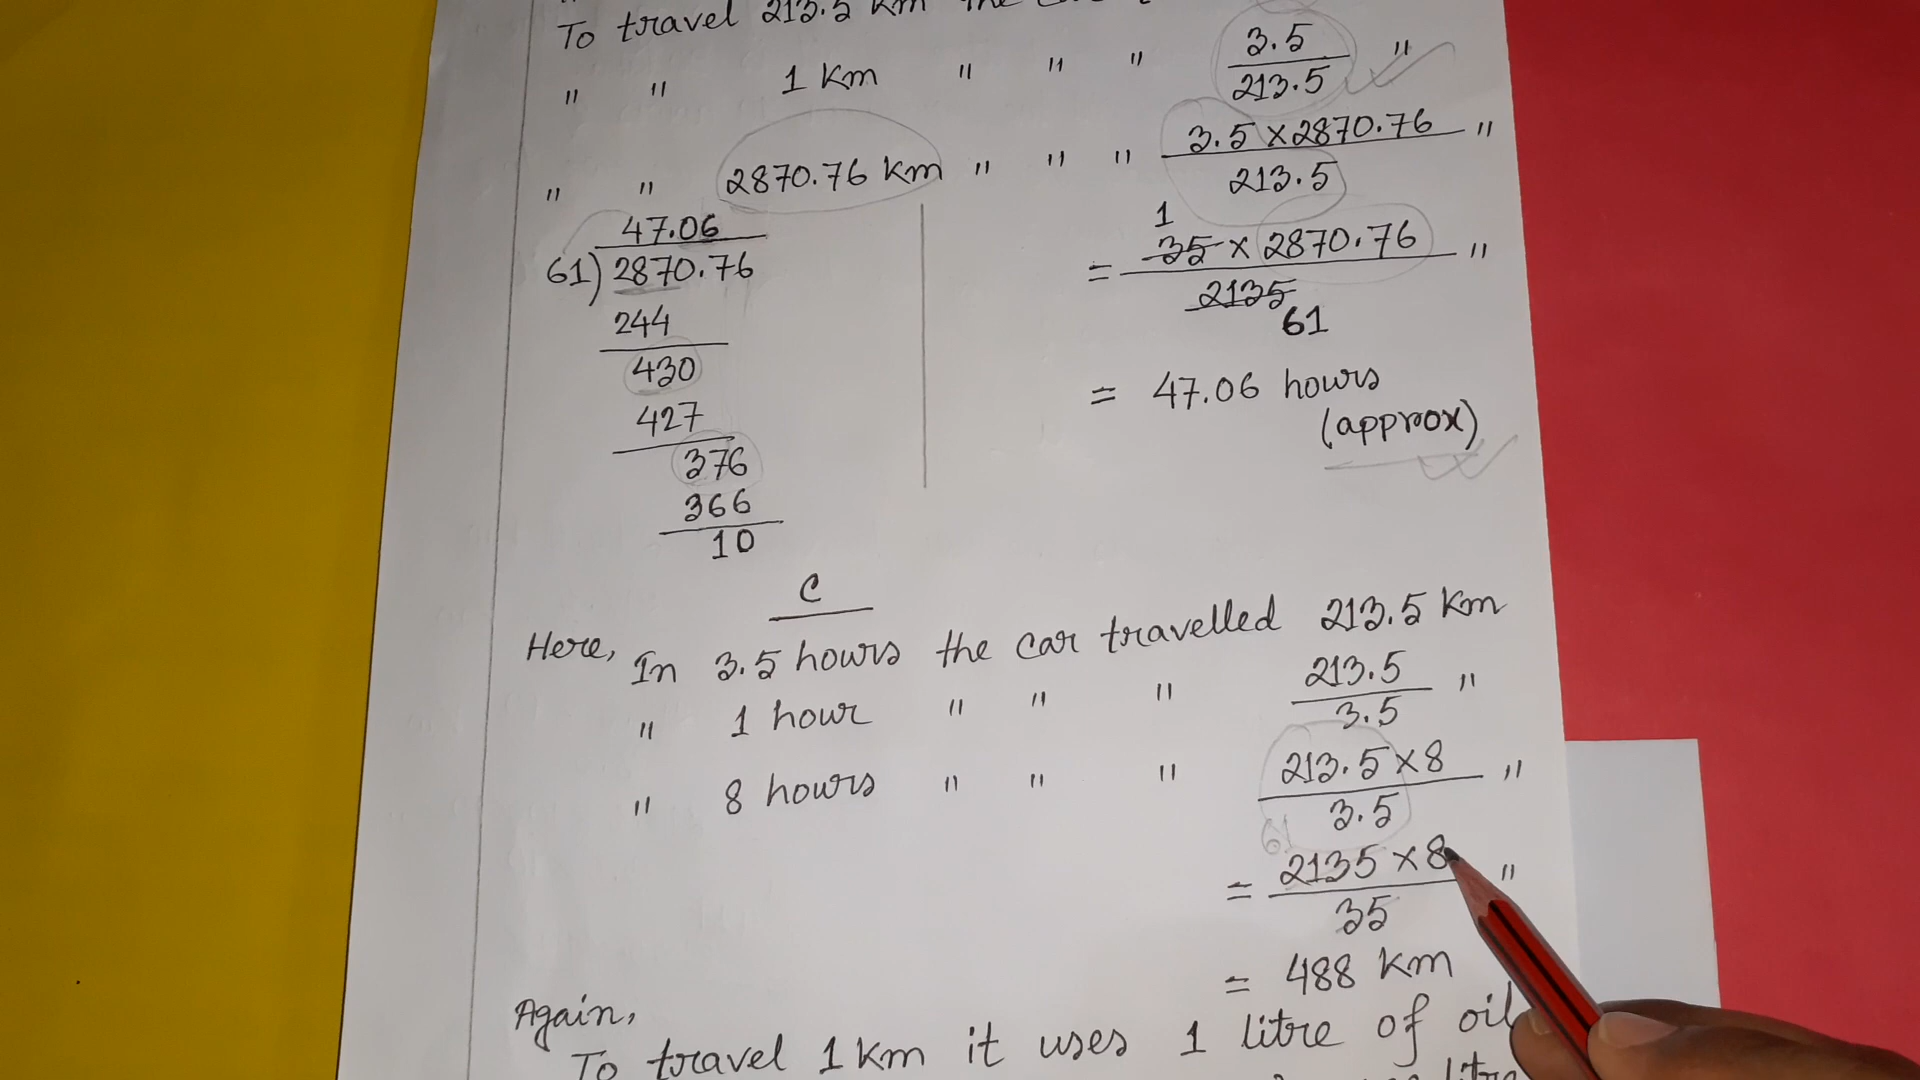 To travel 213.5 Km the
" " 1 Km " " " 3.5/213.5 "
" " 2870.76 Km " " " 3.5 × 2870.76/213.5 "
47.06
61) 2870.76
244
430
427
376
366
10
1
= 35 × 2870.76/2135 "
61
= 47.06 hours
(approx)
C
Here, In 3.5 hours the car travelled 213.5 Km
" 1 hour " " " 213.5/3.5 "
" 8 hours " " " 213.5 × 8/3.5 "
61
= 2135 × 8/35 "
= 488 Km
Again,
To travel 1 Km it uses 1 litre of oil
litre